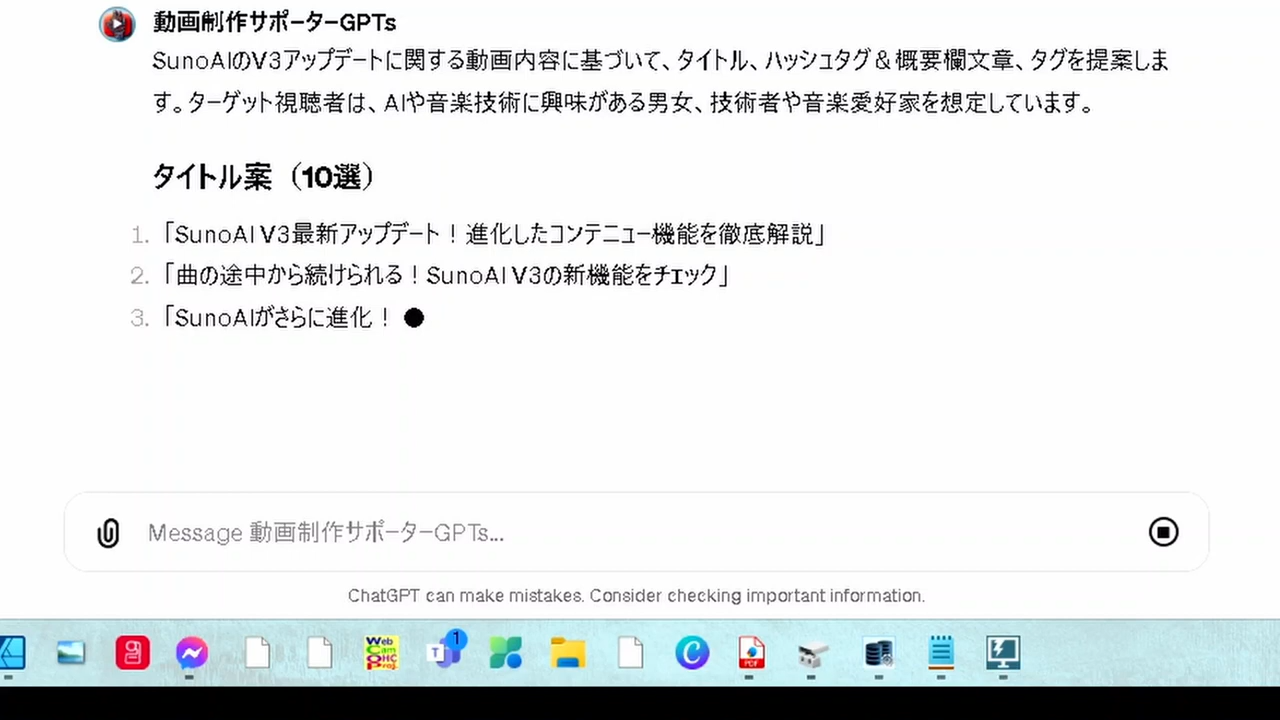 動画制作サポーターGPTs
SunoAIのV3アップデートに関する動画内容に基づいて、タイトル、ハッシュタグ＆概要欄文章、タグを提案しま
す。ターゲット視聴者は、AIや音楽技術に興味がある男女、技術者や音楽愛好家を想定しています。
タイトル案（10選）
1. 「SunoAI V3最新アップデート！進化したコンテニュー機能を徹底解説」
2. 「曲の途中から続けられる！SunoAI V3の新機能をチェック」
3. 「SunoAIがさらに進化！
Message 動画制作サポーターGPTs...
ChatGPT can make mistakes. Consider checking important information.
Web
Cam
QHC
Proj.
T
1
C
PDF